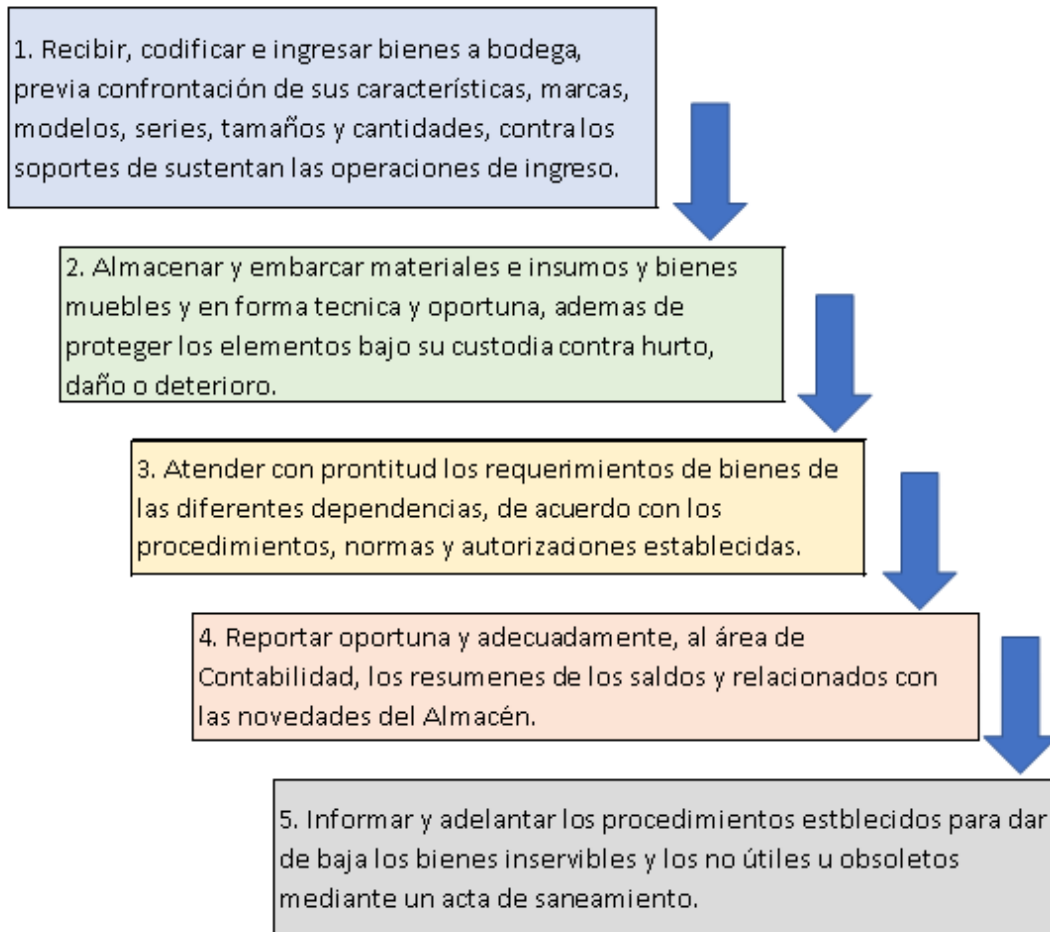 1. Recibir, codificar e ingresar bienes a bodega,
previa confrontación de sus características, marcas,
modelos, series, tamaños y cantidades, contra los
soportes de sustentan las operaciones de ingreso.
2. Almacenar y embarcar materiales e insumos y bienes
muebles y en forma tecnica y oportuna, ademas de
proteger los elementos bajo su custodia contra hurto,
daño o deterioro.
3. Atender con prontitud los requerimientos de bienes de
las diferentes dependencias, de acuerdo con los
procedimientos, normas y autorizaciones establecidas.
4. Reportar oportuna y adecuadamente, al área de
Contabilidad, los resumenes de los saldos y relacionados con
las novedades del Almacén.
5. Informar y adelantar los procedimientos estblecidos para dar
de baja los bienes inservibles y los no útiles u obsoletos
mediante un acta de saneamiento.